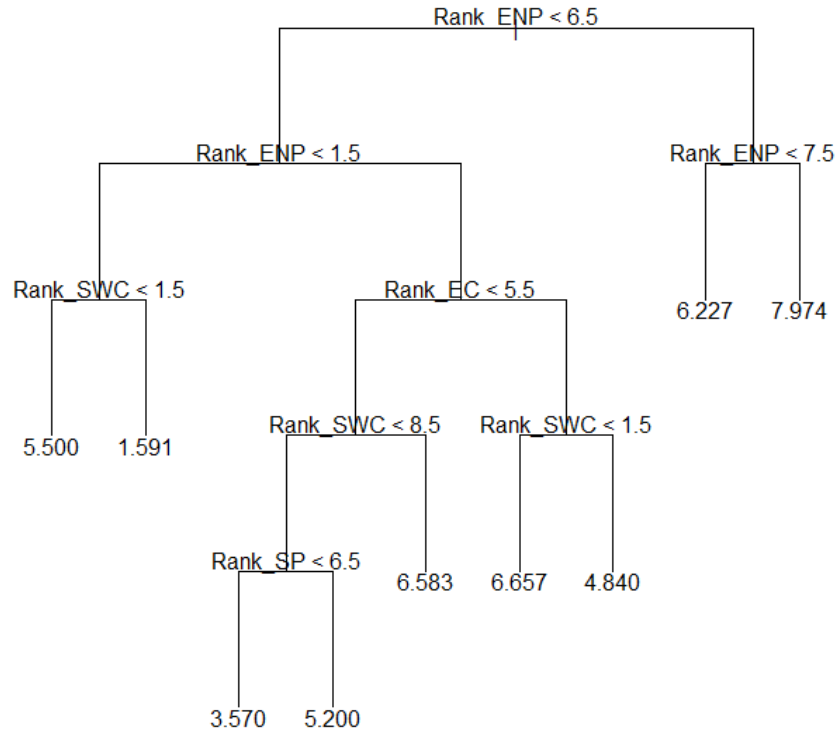 Rank_ENP < 6.5
Rank_ENP < 1.5
Rank_ENP < 7.5
Rank_SWC < 1.5
Rank_EC < 5.5
6.227
7.974
Rank_SWC < 8.5
Rank_SWC < 1.5
5.500
1.591
Rank_SP < 6.5
6.583
6.657
4.840
3.570
5.200